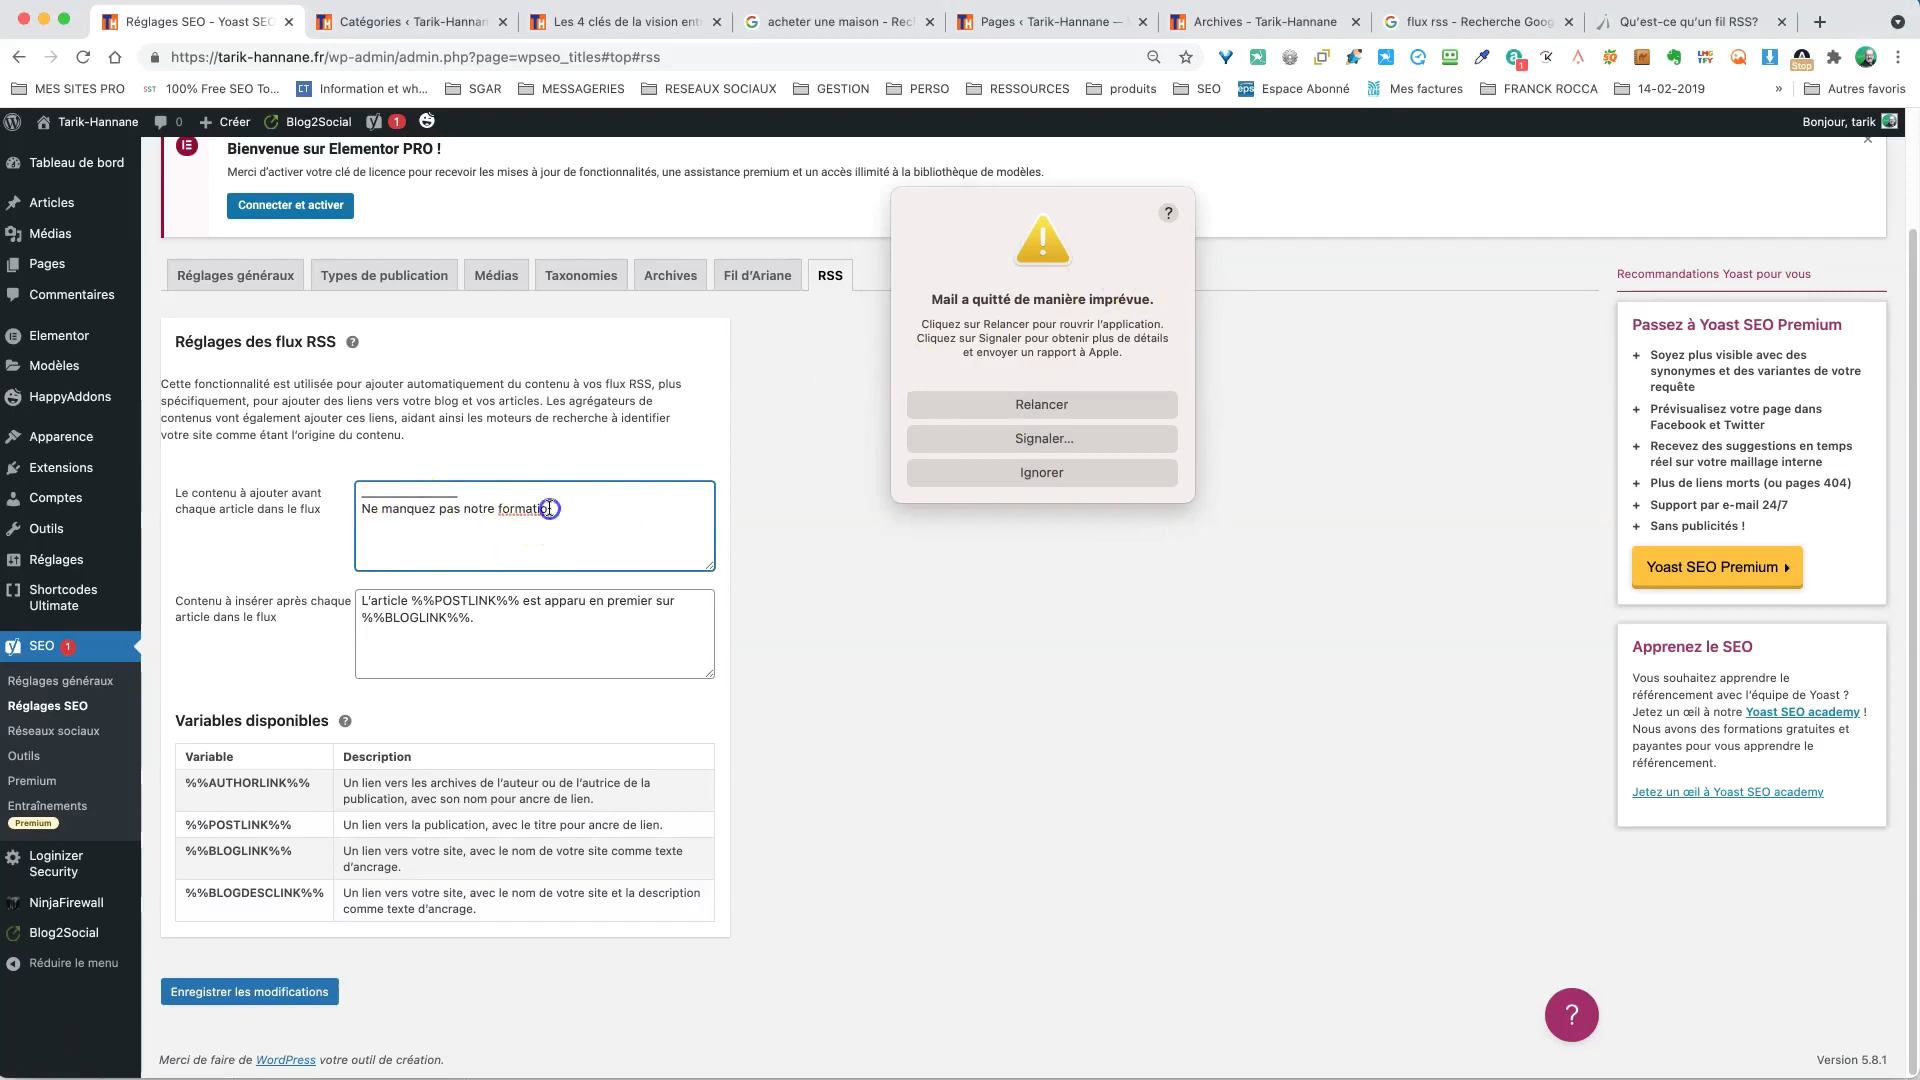 Réglages SEO - Yoast SEO
Catégories ‹ Tarik-Hannan
Les 4 clés de la vision ent
acheter une maison - Rec
Pages ‹ Tarik-Hannane —
Archives - Tarik-Hannane
flux rss - Recherche Goog
Qu'est-ce qu'un fil RSS?
https://tarik-hannane.fr/wp-admin/admin.php?page=wpseo_titles#top#rss
1
LMG TFY
Stop
MES SITES PRO
SST 100% Free SEO To...
CT Information et wh...
SGAR
MESSAGERIES
RESEAUX SOCIAUX
GESTION
PERSO
RESSOURCES
produits
SEO
eps Espace Abonné
Mes factures
FRANCK ROCCA
14-02-2019
»
Autres favoris
Tarik-Hannane
0
Créer
Blog2Social
1
Bonjour, tarik
Tableau de bord
Articles
Médias
Pages
Commentaires
Elementor
Modèles
HappyAddons
Apparence
Extensions
Comptes
Outils
Réglages
Shortcodes
Ultimate
SEO 1
Réglages généraux
Réglages SEO
Réseaux sociaux
Outils
Premium
Entraînements
Premium
Loginizer
Security
NinjaFirewall
Blog2Social
Réduire le menu
Bienvenue sur Elementor PRO !
Merci d'activer votre clé de licence pour recevoir les mises à jour de fonctionnalités, une assistance premium et un accès illimité à la bibliothèque de modèles.
Connecter et activer
Réglages généraux
Types de publication
Médias
Taxonomies
Archives
Fil d'Ariane
RSS
Réglages des flux RSS ?
Cette fonctionnalité est utilisée pour ajouter automatiquement du contenu à vos flux RSS, plus
spécifiquement, pour ajouter des liens vers votre blog et vos articles. Les agrégateurs de
contenus vont également ajouter ces liens, aidant ainsi les moteurs de recherche à identifier
votre site comme étant l'origine du contenu.
Le contenu à ajouter avant
chaque article dans le flux
Ne manquez pas notre formatio
Contenu à insérer après chaque
article dans le flux
L'article %%POSTLINK%% est apparu en premier sur
%%BLOGLINK%%.
Variables disponibles ?
Variable Description
%%AUTHORLINK%% Un lien vers les archives de l'auteur ou de l'autrice de la
publication, avec son nom pour ancre de lien.
%%POSTLINK%% Un lien vers la publication, avec le titre pour ancre de lien.
%%BLOGLINK%% Un lien vers votre site, avec le nom de votre site comme texte
d'ancrage.
%%BLOGDESCLINK%% Un lien vers votre site, avec le nom de votre site et la description
comme texte d'ancrage.
Enregistrer les modifications
Merci de faire de WordPress votre outil de création.
?
Mail a quitté de manière imprévue.
Cliquez sur Relancer pour rouvrir l'application.
Cliquez sur Signaler pour obtenir plus de détails
et envoyer un rapport à Apple.
Relancer
Signaler...
Ignorer
Recommandations Yoast pour vous
Passez à Yoast SEO Premium
+ Soyez plus visible avec des
synonymes et des variantes de votre
requête
+ Prévisualisez votre page dans
Facebook et Twitter
+ Recevez des suggestions en temps
réel sur votre maillage interne
+ Plus de liens morts (ou pages 404)
+ Support par e-mail 24/7
+ Sans publicités !
Yoast SEO Premium
Apprenez le SEO
Vous souhaitez apprendre le
référencement avec l'équipe de Yoast ?
Jetez un œil à notre Yoast SEO academy !
Nous avons des formations gratuites et
payantes pour vous apprendre le
référencement.
Jetez un œil à Yoast SEO academy
?
Version 5.8.1